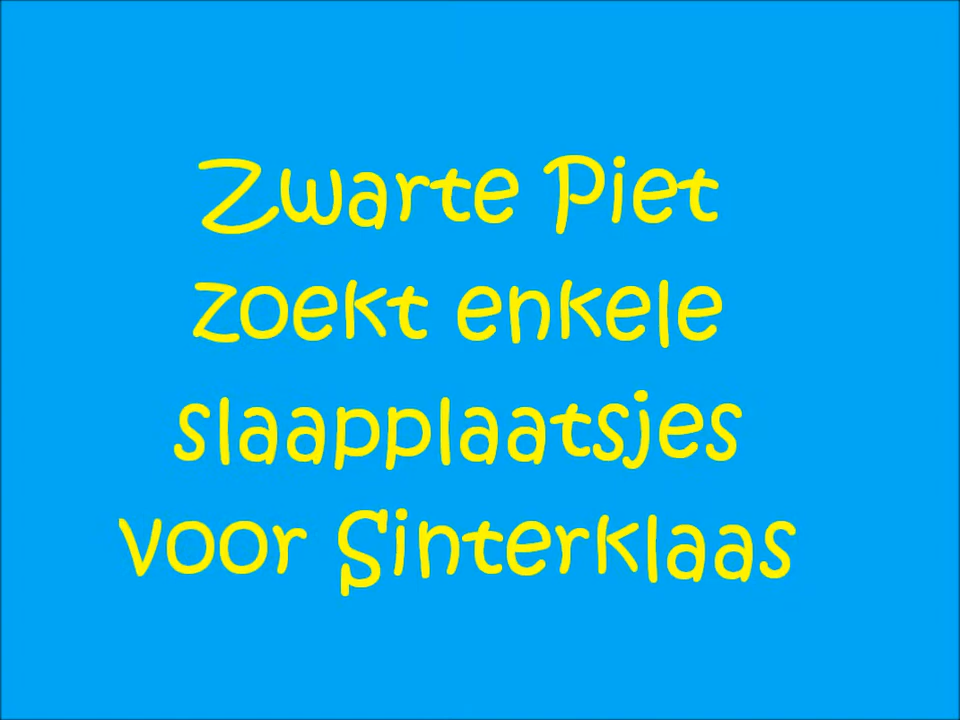 Zwarte Piet
zoekt enkele
slaapplaatsjes
voor Sinterklaas